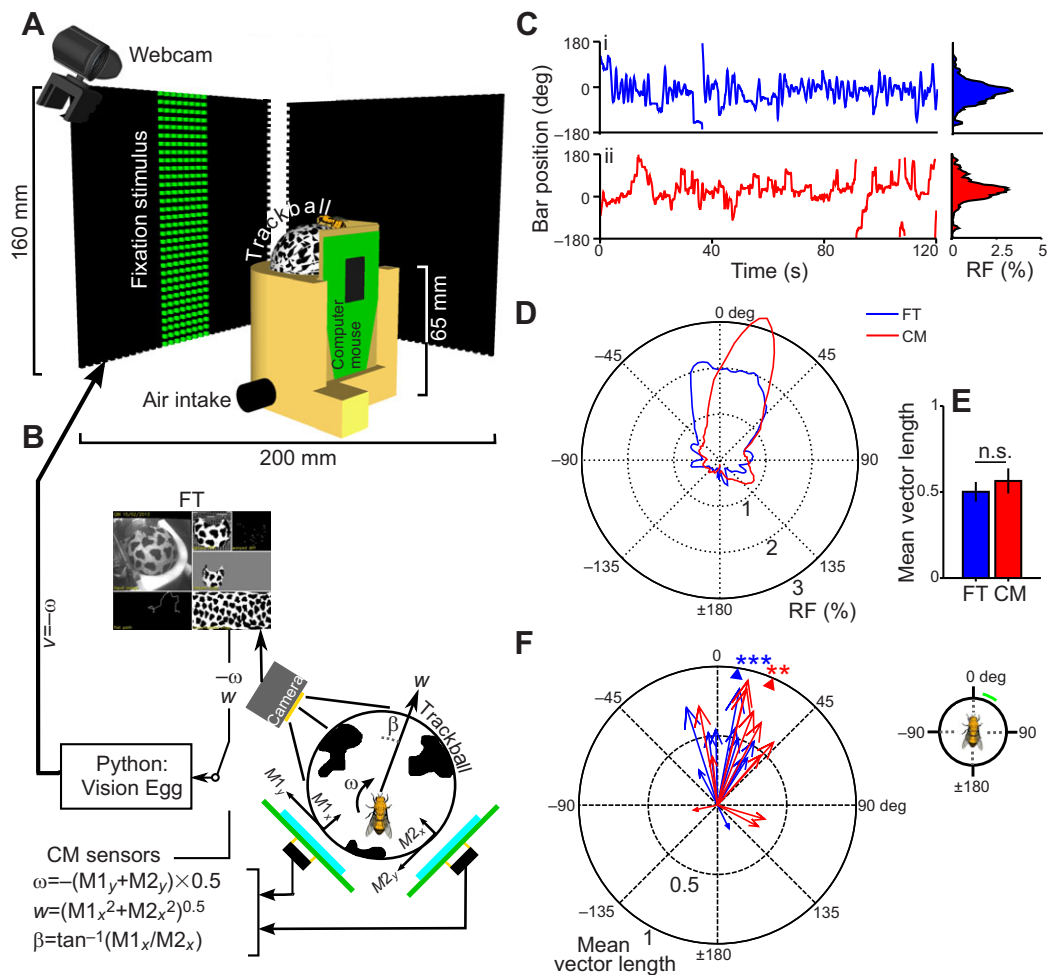 A
Webcam
Fixation stimulus
Trackball
Computer
mouse
Air intake
160 mm
65 mm
200 mm
B
FT
v=–ω
–ω
w
Camera
w
Trackball
β
ω
M1y
M1x
M2x
M2y
Python:
Vision Egg
CM sensors
ω=–(M1y+M2y)×0.5
w=(M1x²+M2x²)^0.5
β=tan⁻¹(M1x/M2x)
C
i
180
0
–180
ii
180
0
–180
Bar position (deg)
0 40 80 120
Time (s)
0 2.5 5
RF (%)
D
FT
CM
0 deg
45
90
135
±180
–135
–90
–45
1
2
3
RF (%)
E
Mean vector length
1
0.5
0
n.s.
FT CM
F
0
***
**
45
90 deg
135
±180
–135
–90
–45
0.5
1
Mean
vector length
0 deg
–90
90
±180